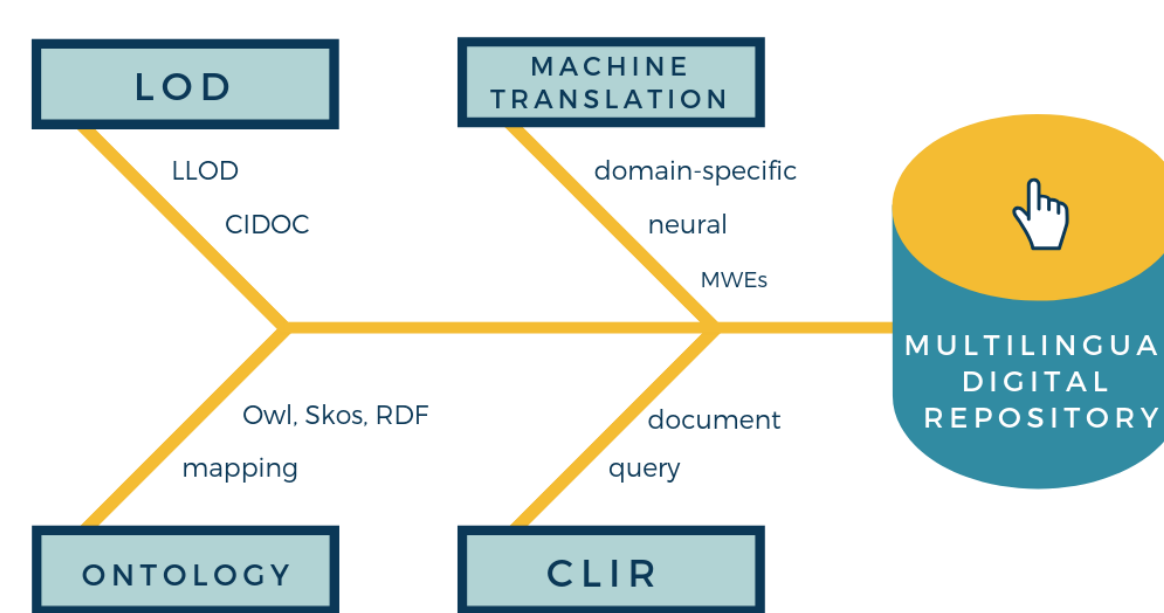 LOD
MACHINE
TRANSLATION
LLOD
CIDOC
domain-specific
neural
MWEs
MULTILINGUA
DIGITAL
REPOSITORY
Owl, Skos, RDF
mapping
document
query
ONTOLOGY
CLIR